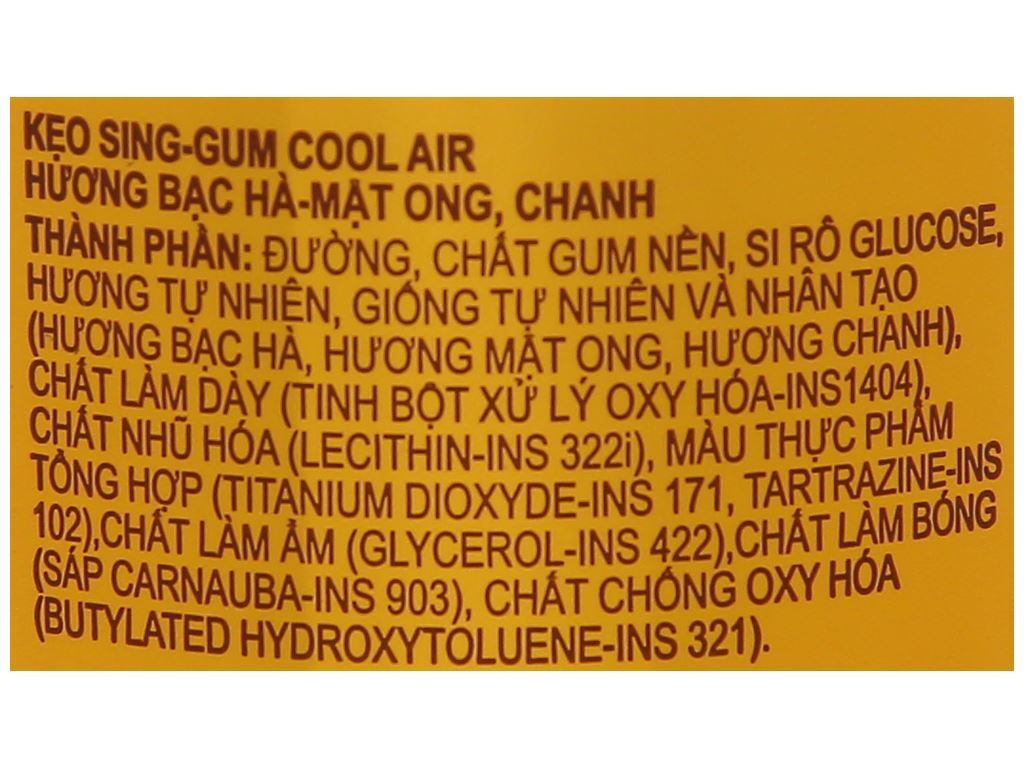 KẸO SING-GUM COOL AIR
HƯƠNG BẠC HÀ-MẬT ONG, CHANH
THÀNH PHẦN: ĐƯỜNG, CHẤT GUM NỀN, SI RÔ GLUCOSE,
HƯƠNG TỰ NHIÊN, GIỐNG TỰ NHIÊN VÀ NHÂN TẠO
(HƯƠNG BẠC HÀ, HƯƠNG MẬT ONG, HƯƠNG CHANH),
CHẤT LÀM DÀY (TINH BỘT XỬ LÝ OXY HÓA-INS1404),
CHẤT NHŨ HÓA (LECITHIN-INS 322i), MÀU THỰC PHẨM
TỔNG HỢP (TITANIUM DIOXYDE-INS 171, TARTRAZINE-INS
102),CHẤT LÀM ẨM (GLYCEROL-INS 422),CHẤT LÀM BÓNG
(SÁP CARNAUBA-INS 903), CHẤT CHỐNG OXY HÓA
(BUTYLATED HYDROXYTOLUENE-INS 321).